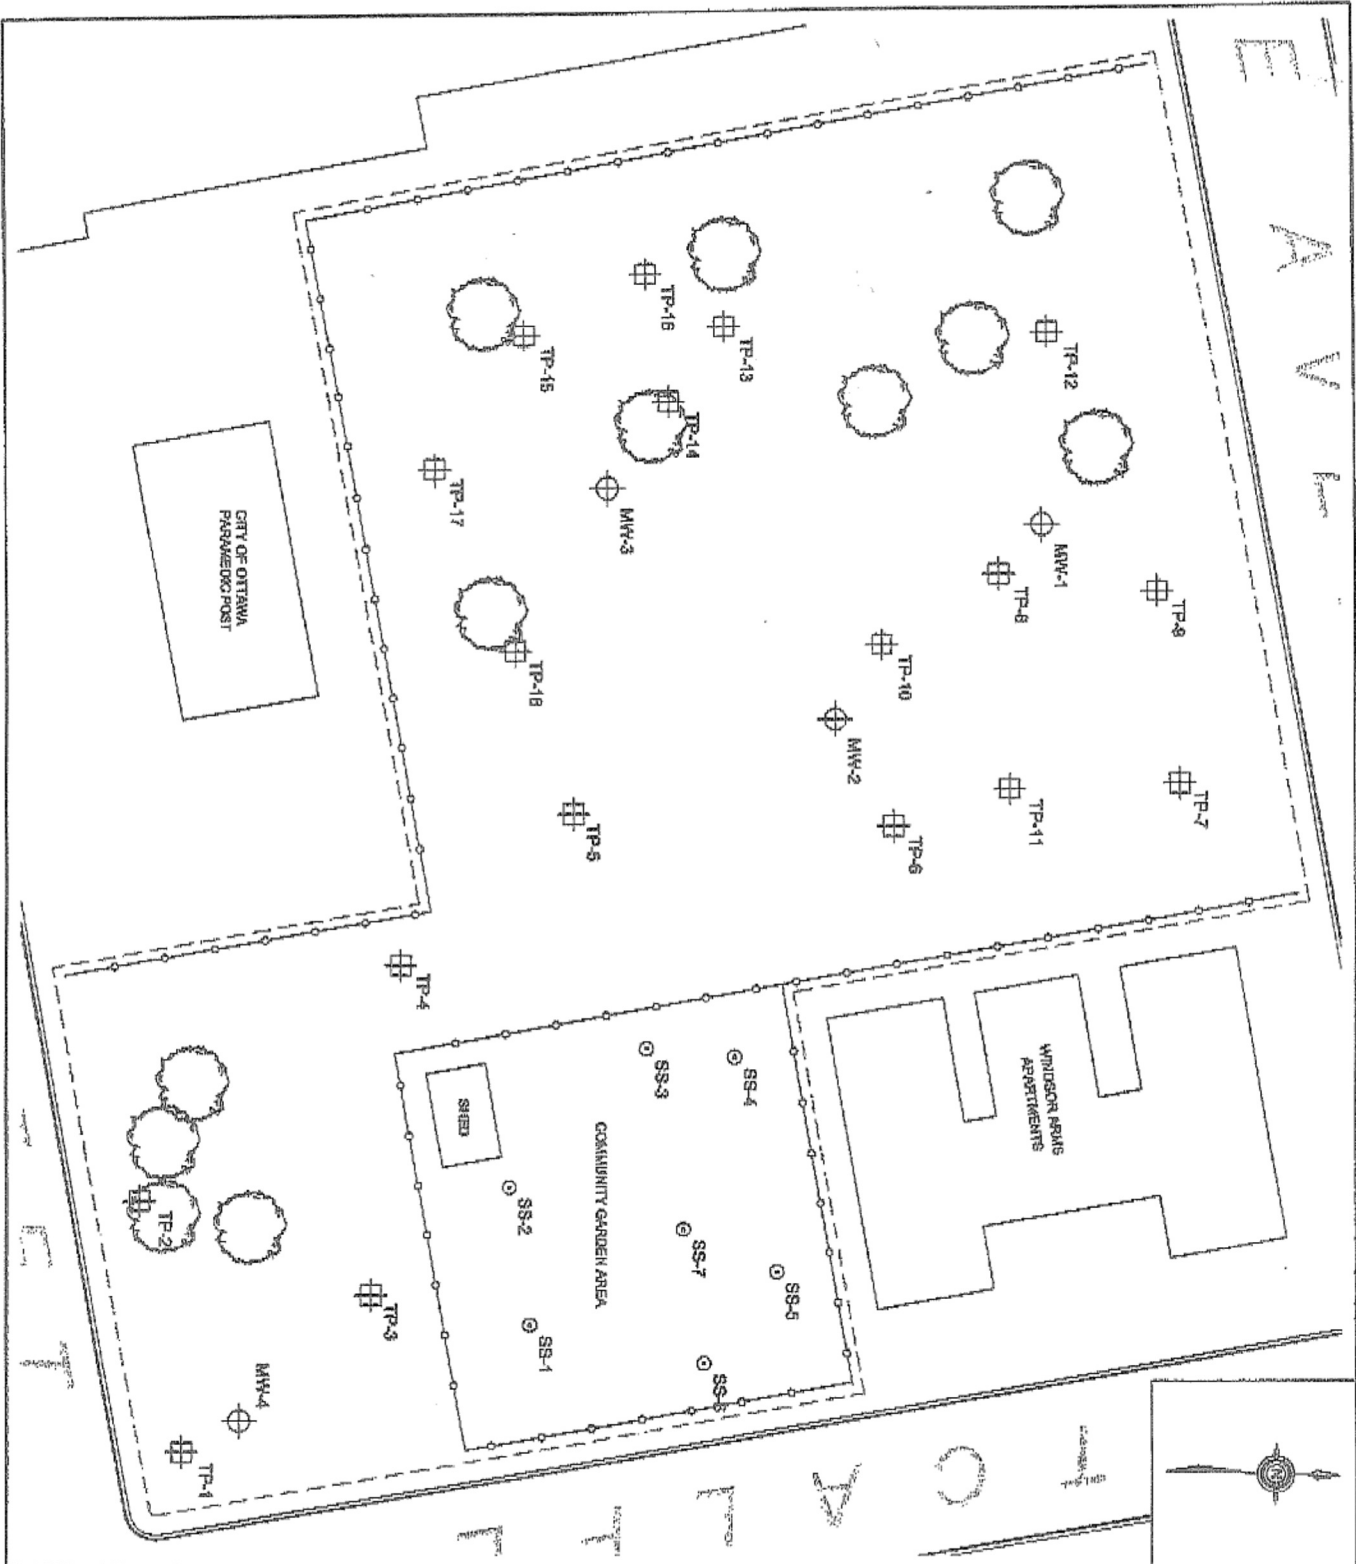 N
TP-7
TP-9
TP-12
MW-1
TP-8
TP-11
WINDSOR ARMS
APARTMENTS
TP-6
TP-10
MW-2
SS-5
SS-4
TP-13
SS-6
SS-7
TP-14
TP-16
SS-3
MW-3
COMMUNITY GARDEN AREA
TP-5
TP-15
SS-1
TP-18
SS-2
SHED
TP-17
TP-4
TP-3
MW-4
CITY OF OTTAWA
PARAMEDIC POST
TP-1
TP-2